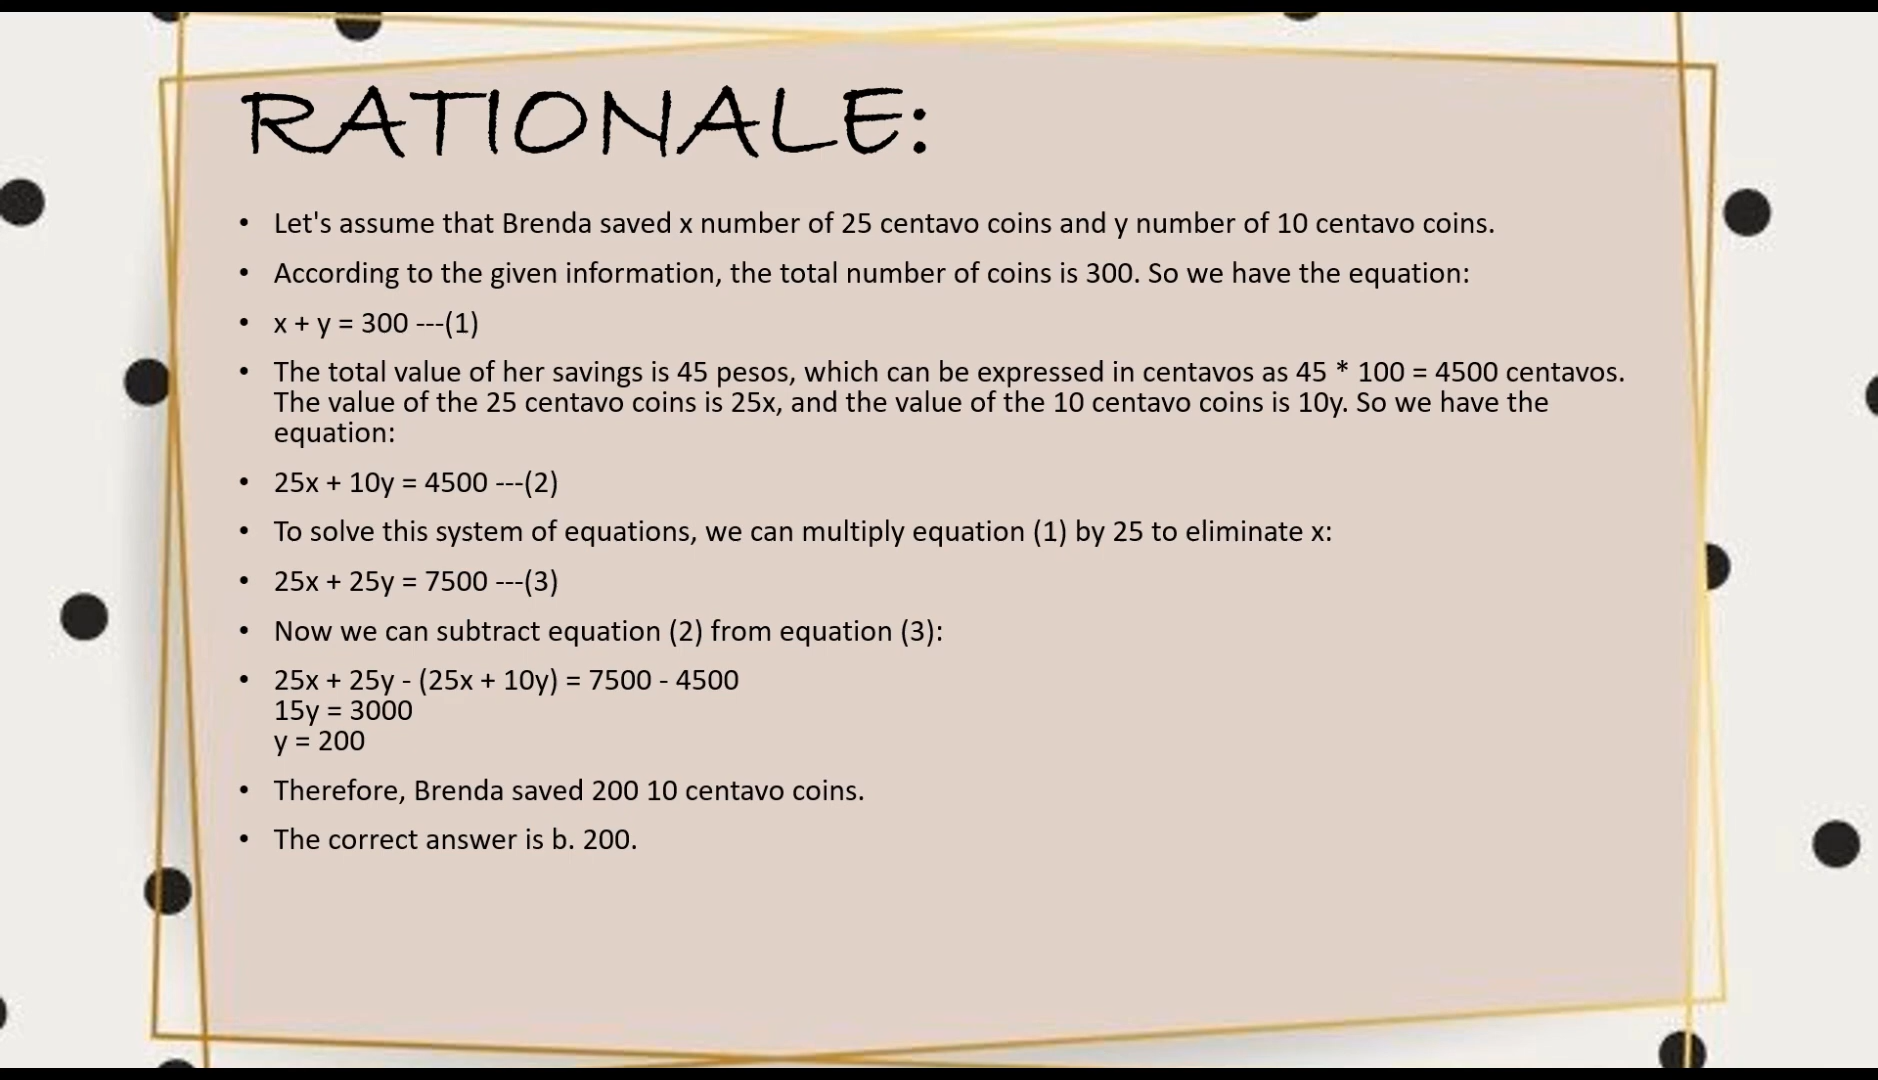 RATIONALE:
• Let's assume that Brenda saved x number of 25 centavo coins and y number of 10 centavo coins.
• According to the given information, the total number of coins is 300. So we have the equation:
• x + y = 300 ---(1)
• The total value of her savings is 45 pesos, which can be expressed in centavos as 45 * 100 = 4500 centavos.
The value of the 25 centavo coins is 25x, and the value of the 10 centavo coins is 10y. So we have the
equation:
• 25x + 10y = 4500 ---(2)
• To solve this system of equations, we can multiply equation (1) by 25 to eliminate x:
• 25x + 25y = 7500 ---(3)
• Now we can subtract equation (2) from equation (3):
• 25x + 25y - (25x + 10y) = 7500 - 4500
15y = 3000
y = 200
• Therefore, Brenda saved 200 10 centavo coins.
• The correct answer is b. 200.